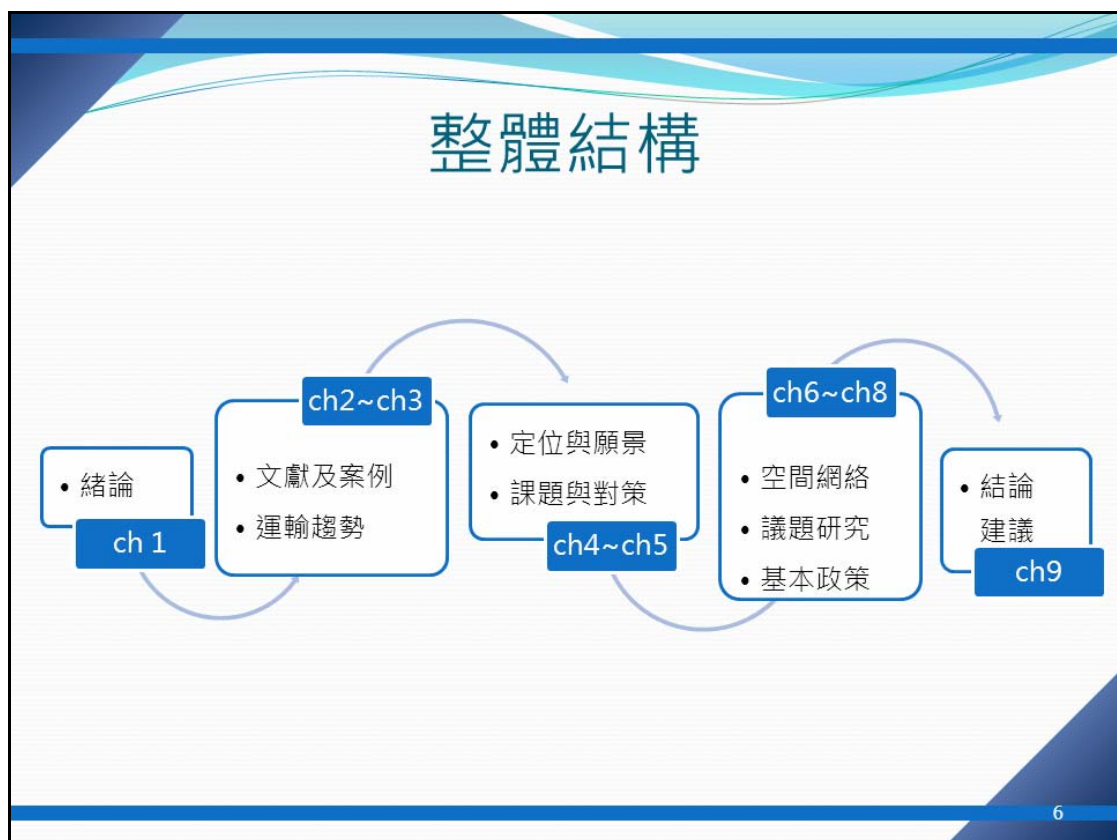 整體結構
• 緒論
ch 1
ch2~ch3
• 文獻及案例
• 運輸趨勢
• 定位與願景
• 課題與對策
ch4~ch5
ch6~ch8
• 空間網絡
• 議題研究
• 基本政策
• 結論
建議
ch9
6